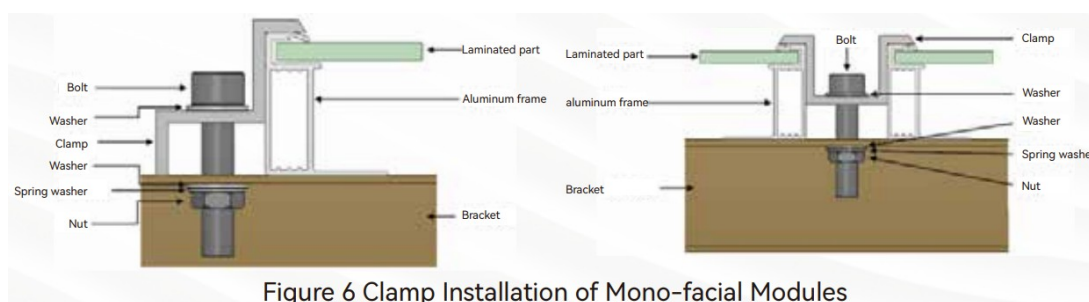 Laminated part
Bolt
Aluminum frame
Washer
Clamp
Washer
Spring washer
Nut
Bracket
Bolt
Clamp
Laminated part
Washer
aluminum frame
Washer
Spring washe
Nut
Bracket
Figure 6 Clamp Installation of Mono-facial Modules